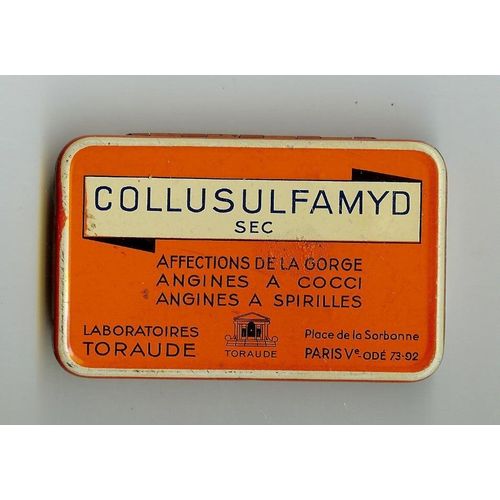 COLLUSULFAMYD
SEC
AFFECTIONS DE LA GORGE
ANGINES A COCCI
ANGINES A SPIRILLES
LABORATOIRES
TORAUDE
TORAUDE
Place de la Sorbonne
PARIS Ve - ODÉ 73-92